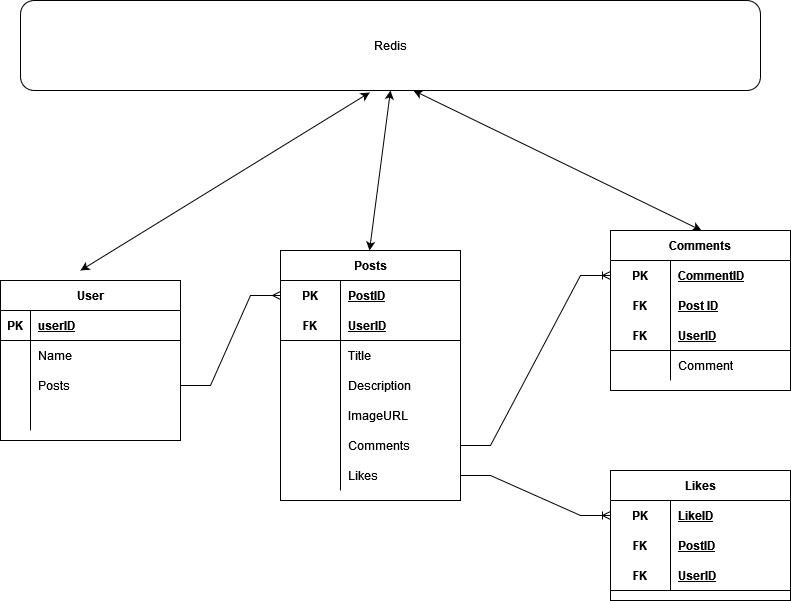 Redis
User
PK userID
Name
Posts
Posts
PK PostID
FK UserID
Title
Description
ImageURL
Comments
Likes
Comments
PK CommentID
FK Post ID
FK UserID
Comment
Likes
PK LikeID
FK PostID
FK UserID